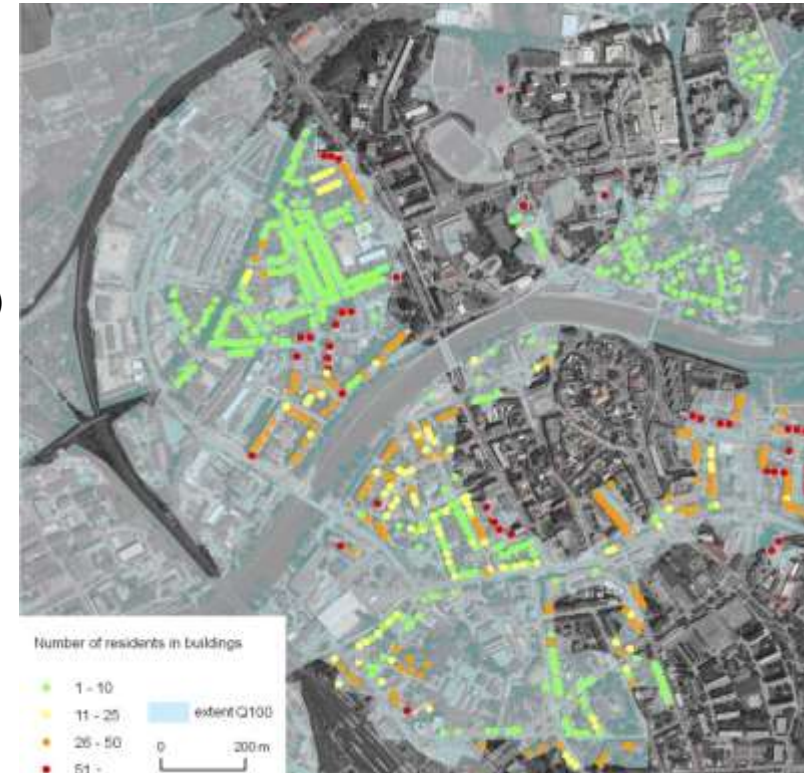 )
Number of residents in buildings
1 - 10
11 - 25
extent Q100
26 - 50
0
200 m
51 -